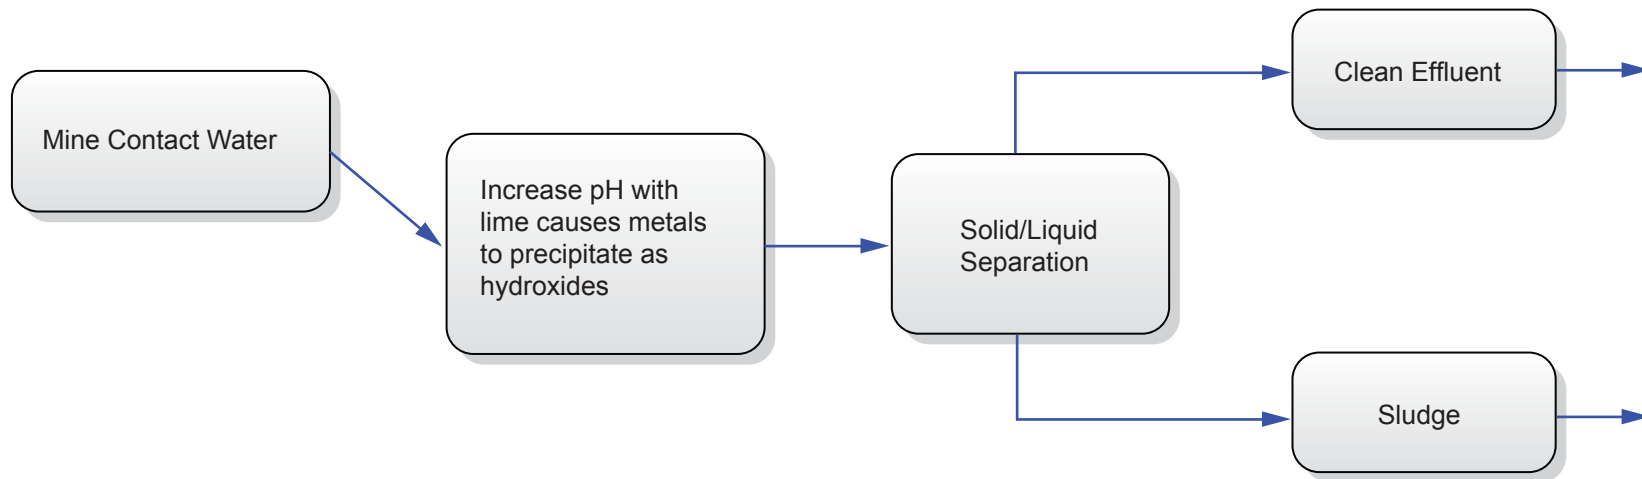 Mine Contact Water
Increase pH with
lime causes metals
to precipitate as
hydroxides
Solid/Liquid
Separation
Clean Effluent
Sludge